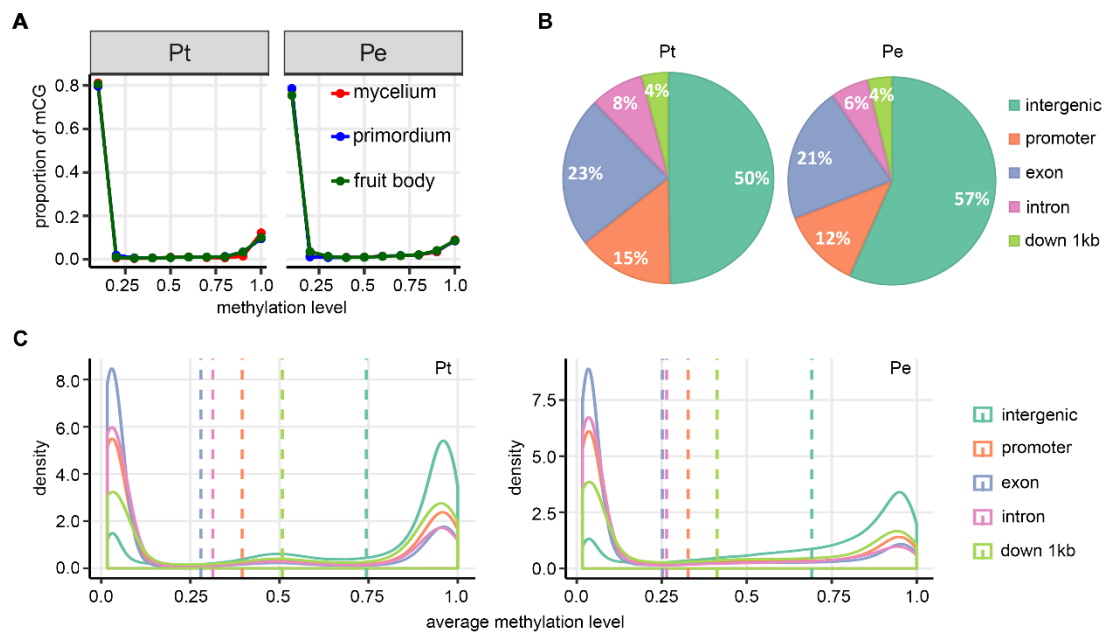 A
Pt
Pe
proportion of mCG
0.8
0.6
0.4
0.2
0.0
mycelium
primordium
fruit body
0.25
0.5
0.75
1.0
0.25
0.5
0.75
1.0
methylation level
B
Pt
Pe
4%
8%
23%
50%
15%
4%
6%
21%
57%
12%
intergenic
promoter
exon
intron
down 1kb
C
Pt
density
8.0
6.0
4.0
2.0
0.0
0.0
0.25
0.5
0.75
1.0
Pe
density
7.5
5.0
2.5
0.0
0.0
0.25
0.5
0.75
1.0
average methylation level
intergenic
promoter
exon
intron
down 1kb